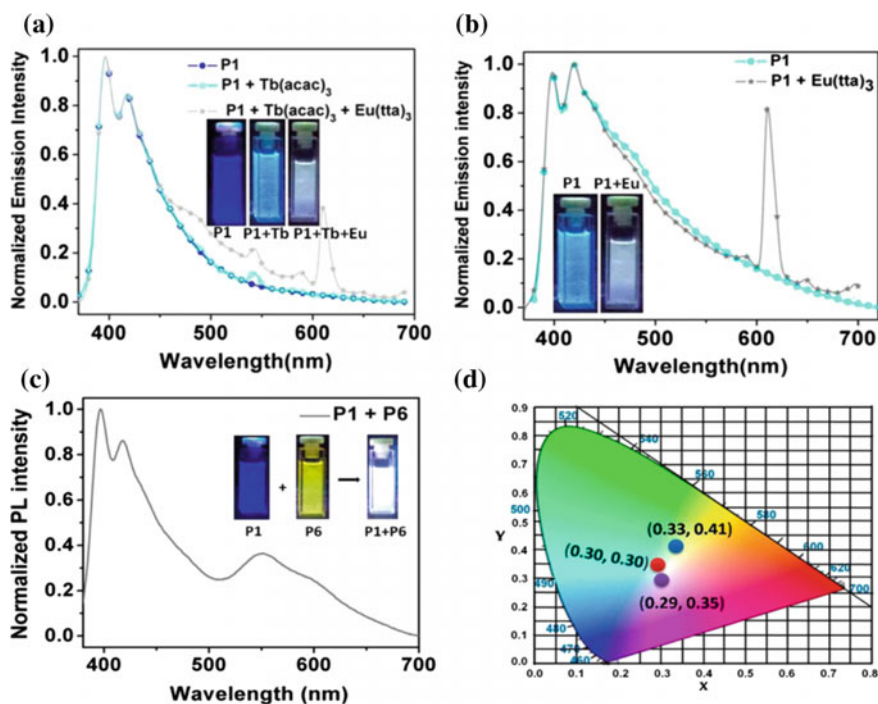 (a)
Normalized Emission Intensity
1.0
0.8
0.6
0.4
0.2
0.0
P1
P1 + Tb(acac)3
P1 + Tb(acac)3 + Eu(tta)3
P1 P1+Tb P1+Tb+Eu
400 500 600 700
Wavelength(nm)
(b)
Normalized Emission intensity
1.0
0.8
0.6
0.4
0.2
0.0
P1
P1 + Eu(tta)3
P1 P1+Eu
400 500 600 700
Wavelength(nm)
(c)
Normalized PL intensity
1.0
0.8
0.6
0.4
0.2
0.0
P1 + P6
+
P1 P6 P1+P6
400 500 600 700
Wavelength (nm)
(d)
Y
0.9
0.8
0.7
0.6
0.5
0.4
0.3
0.2
0.1
0.0
520
540
560
500
580
600
620
700
490
480
470
460
(0.33, 0.41)
(0.30, 0.30)
(0.29, 0.35)
0.0 0.1 0.2 0.3 0.4 0.5 0.6 0.7 0.8
X